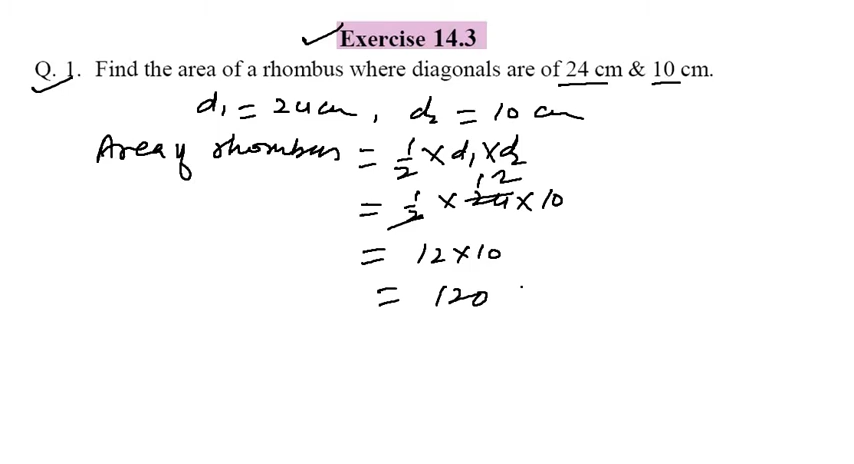 Exercise 14.3
Q. 1. Find the area of a rhombus where diagonals are of 24 cm & 10 cm.
d₁ = 24 cm, d₂ = 10 cm
Area of rhombus = 1/2 × d₁ × d₂
12
= 1/2 × 24 × 10
= 12 × 10
= 120